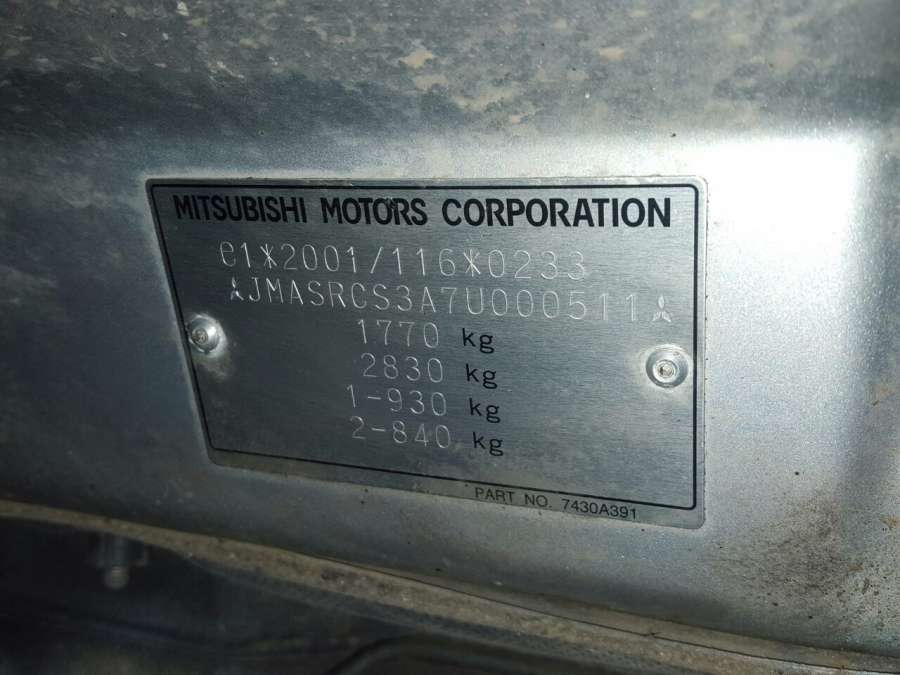 MITSUBISHI MOTORS CORPORATION
e1*2001/116*0233
JMASRCS3A7U000511
1770 kg
2830 kg
1-930 kg
2-840 kg
PART NO. 7430A391